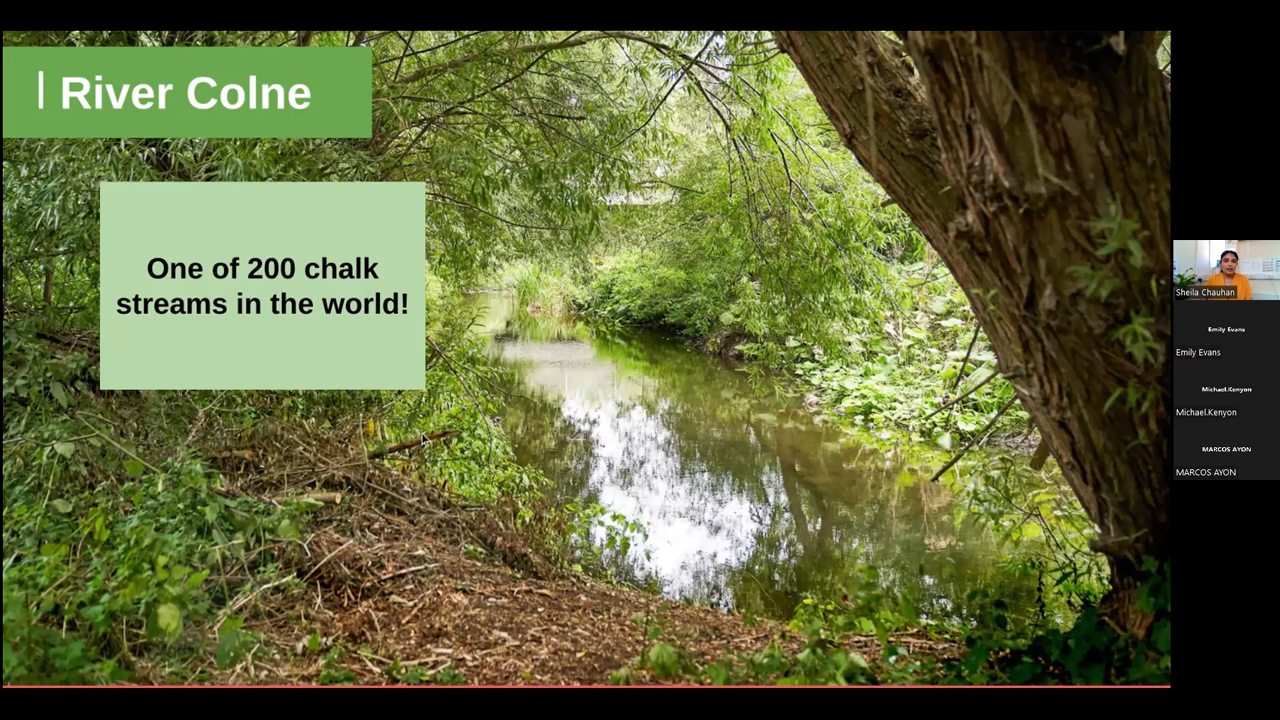 | River Colne
One of 200 chalk
streams in the world!
Sheila Chauhan
Emily Evans
Emily Evans
Michael.Kenyon
Michael.Kenyon
MARCOS AYON
MARCOS AYON